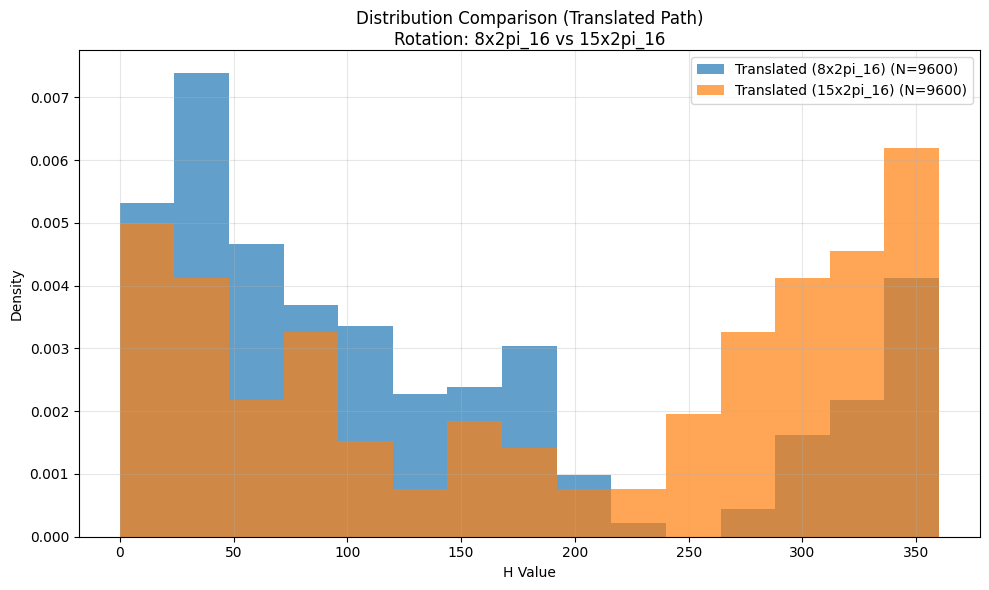 Distribution Comparison (Translated Path)
Rotation: 8x2pi_16 vs 15x2pi_16
Translated (8x2pi_16) (N=9600)
Translated (15x2pi_16) (N=9600)
0.007
0.006
0.005
0.004
0.003
0.002
0.001
0.000
Density
0 50 100 150 200 250 300 350
H Value